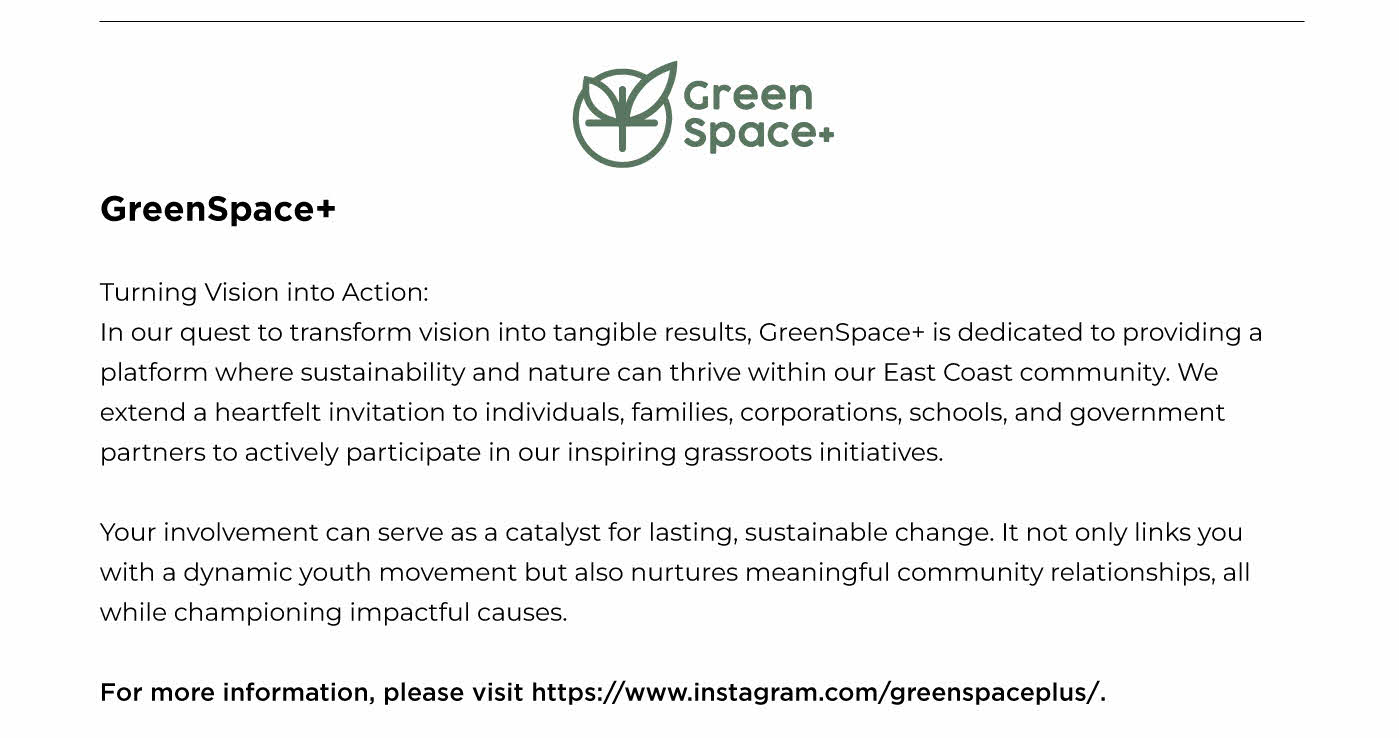 Green
Space+
GreenSpace+
Turning Vision into Action:
In our quest to transform vision into tangible results, GreenSpace+ is dedicated to providing a
platform where sustainability and nature can thrive within our East Coast community. We
extend a heartfelt invitation to individuals, families, corporations, schools, and government
partners to actively participate in our inspiring grassroots initiatives.
Your involvement can serve as a catalyst for lasting, sustainable change. It not only links you
with a dynamic youth movement but also nurtures meaningful community relationships, all
while championing impactful causes.
For more information, please visit https://www.instagram.com/greenspaceplus/.